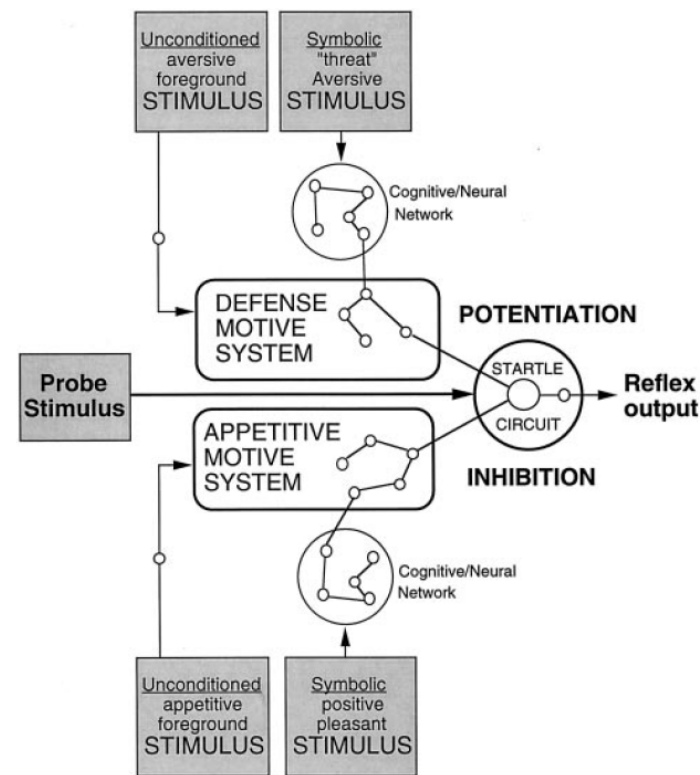 Unconditioned
aversive
foreground
STIMULUS
Symbolic
"threat"
Aversive
STIMULUS
Cognitive/Neural
Network
DEFENSE
MOTIVE
SYSTEM
POTENTIATION
Probe
Stimulus
STARTLE
CIRCUIT
Reflex
output
APPETITIVE
MOTIVE
SYSTEM
INHIBITION
Cognitive/Neural
Network
Unconditioned
appetitive
foreground
STIMULUS
Symbolic
positive
pleasant
STIMULUS